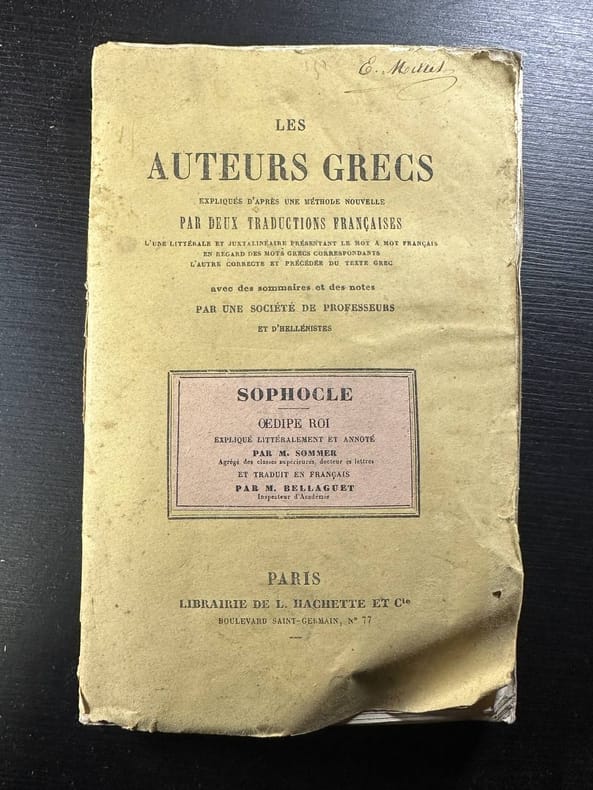 E. Millet
LES
AUTEURS GRECS
EXPLIQUÉS D'APRÈS UNE MÉTHODE NOUVELLE
PAR DEUX TRADUCTIONS FRANÇAISES
L'UNE LITTÉRALE ET JUXTALINÉAIRE PRÉSENTANT LE MOT A MOT FRANÇAIS
EN REGARD DES MOTS GRECS CORRESPONDANTS
L'AUTRE CORRECTE ET PRÉCÉDÉE DU TEXTE GREC
avec des sommaires et des notes
PAR UNE SOCIÉTÉ DE PROFESSEURS
ET D'HELLÉNISTES
SOPHOCLE
ŒDIPE ROI
EXPLIQUÉ LITTÉRALEMENT ET ANNOTÉ
PAR M. SOMMER
Agrégé des classes supérieures, docteur ès lettres
ET TRADUIT EN FRANÇAIS
PAR M. BELLAGUET
Inspecteur d'Académie
PARIS
LIBRAIRIE DE L. HACHETTE ET Cie
BOULEVARD SAINT-GERMAIN, N° 77